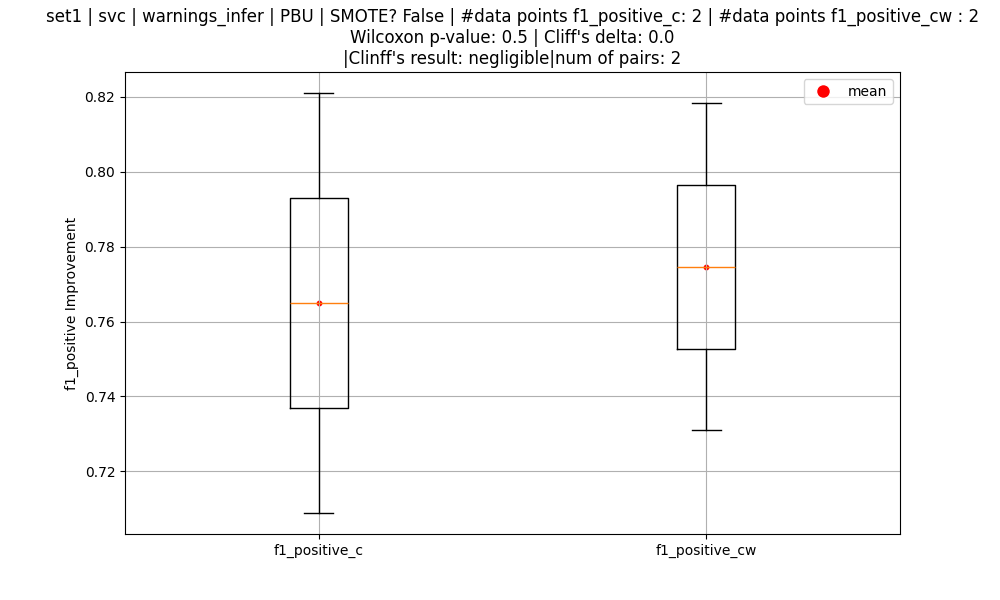 set1 | svc | warnings_infer | PBU | SMOTE? False | #data points f1_positive_c: 2 | #data points f1_positive_cw : 2
Wilcoxon p-value: 0.5 | Cliff's delta: 0.0
|Clinff's result: negligible|num of pairs: 2
mean
0.82
0.80
0.78
0.76
0.74
0.72
f1_positive Improvement
f1_positive_c
f1_positive_cw